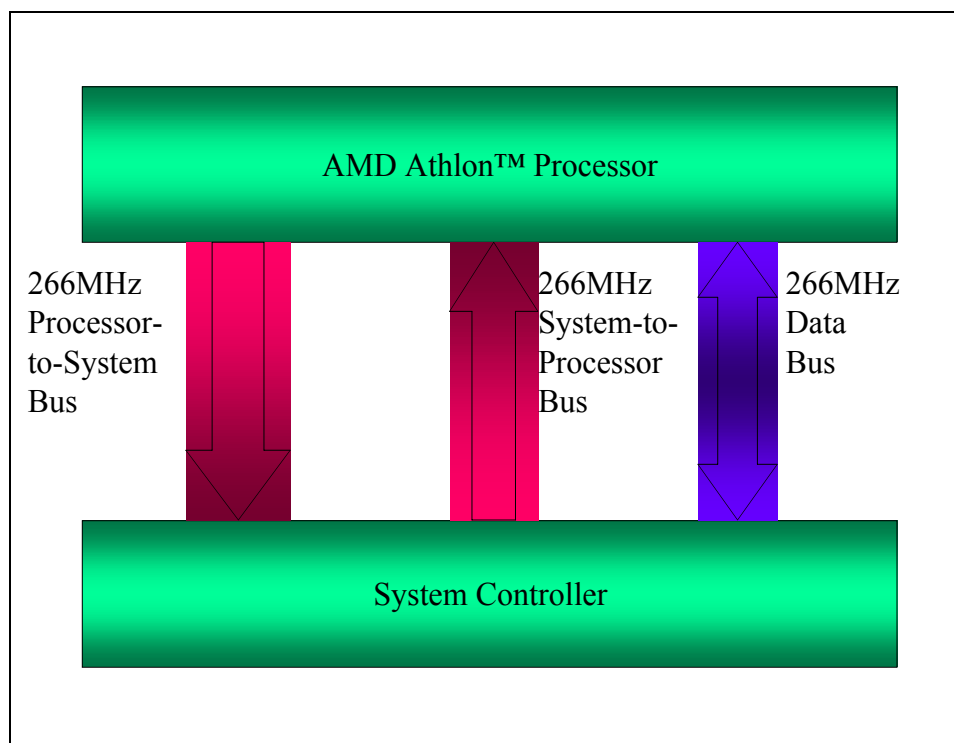 AMD Athlon™ Processor
266MHz
Processor-
to-System
Bus
266MHz
System-to-
Processor
Bus
266MHz
Data
Bus
System Controller